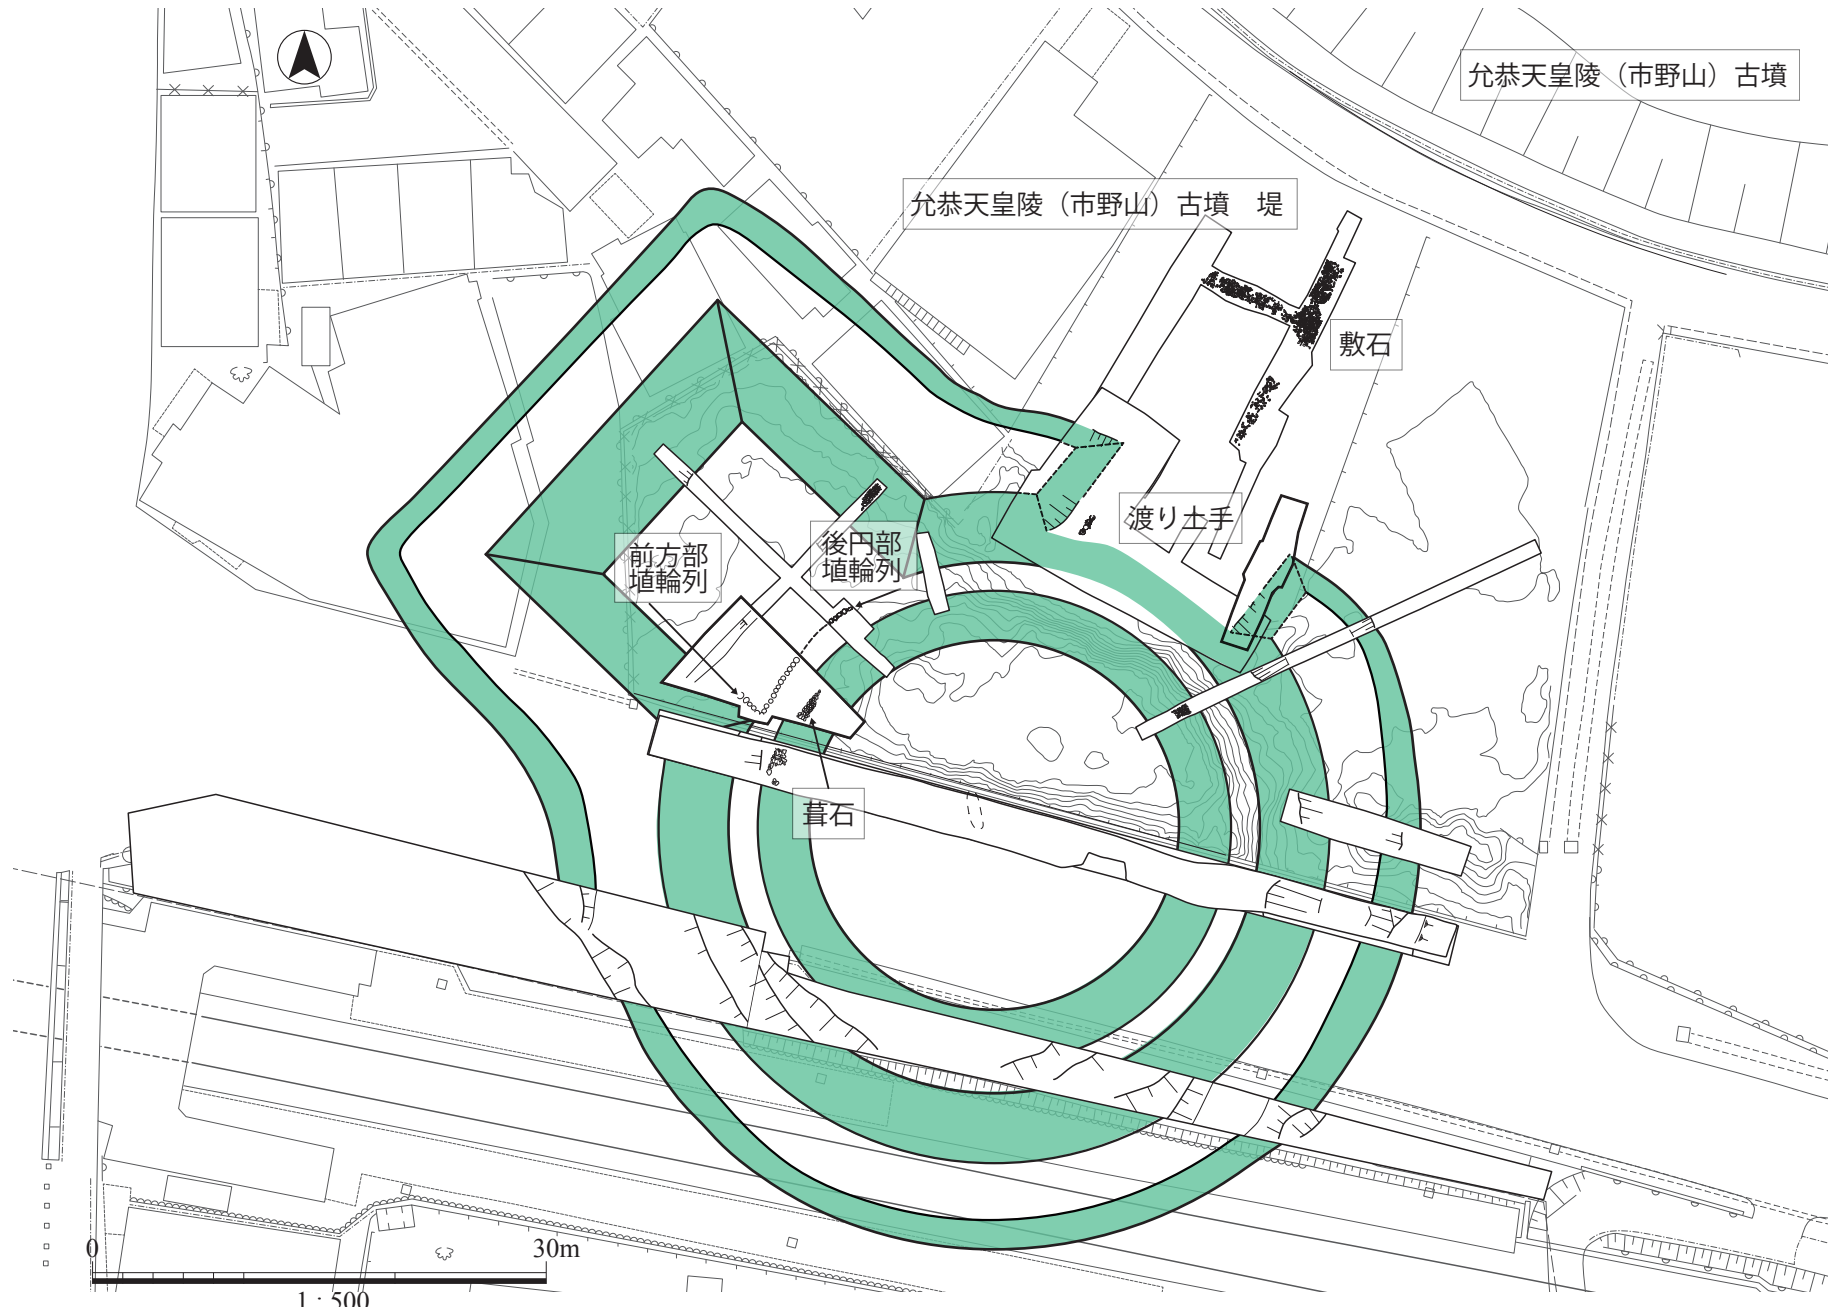 允恭天皇陵（市野山）古墳
允恭天皇陵（市野山）古墳　堤
敷石
渡り土手
後円部
埴輪列
前方部
埴輪列
葺石
0
30m
1 : 500